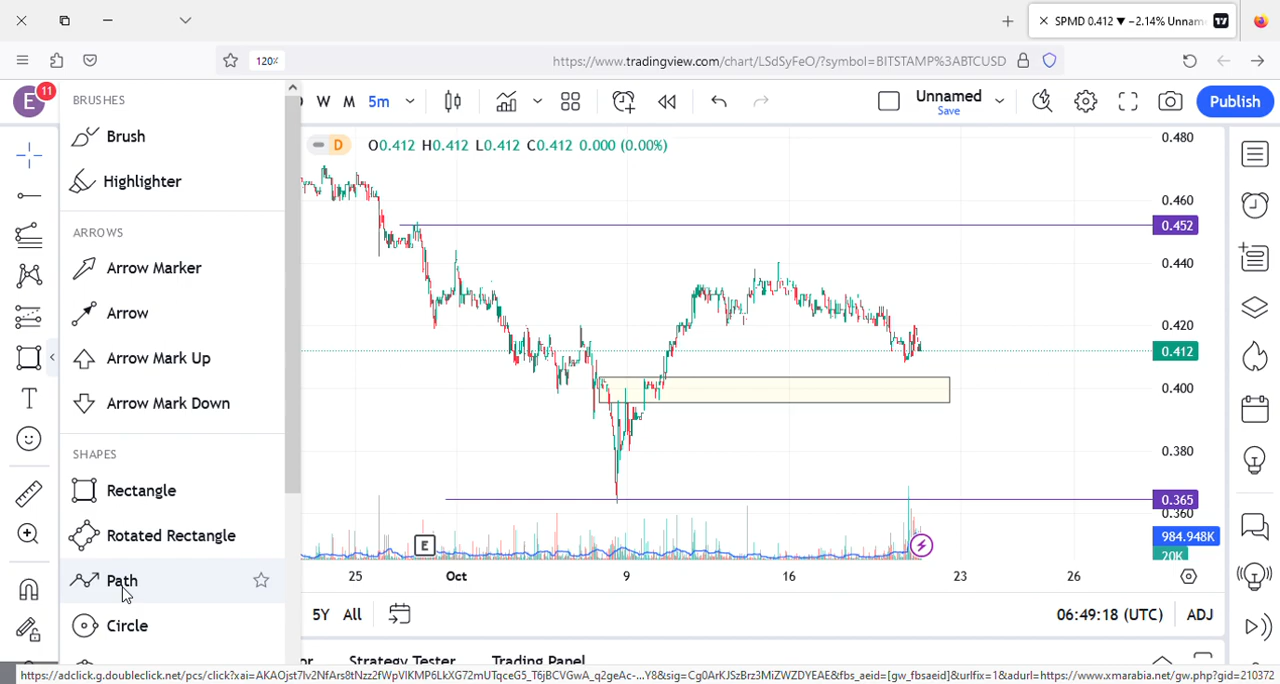 SPMD 0.412 ▼ −2.14% Unnam
120%
https://www.tradingview.com/chart/LSdSyFeO/?symbol=BITSTAMP%3ABTCUSD
E
11
W M 5m
Unnamed
Save
Publish
BRUSHES
Brush
Highlighter
ARROWS
Arrow Marker
Arrow
Arrow Mark Up
Arrow Mark Down
SHAPES
Rectangle
Rotated Rectangle
Path
Circle
D O0.412 H0.412 L0.412 C0.412 0.000 (0.00%)
0.480
0.460
0.452
0.440
0.420
0.412
0.400
0.380
0.365
0.360
984.948K
20K
E
25 Oct 9 16 23 26
5Y All
06:49:18 (UTC) ADJ
Strategy Tester Trading Panel